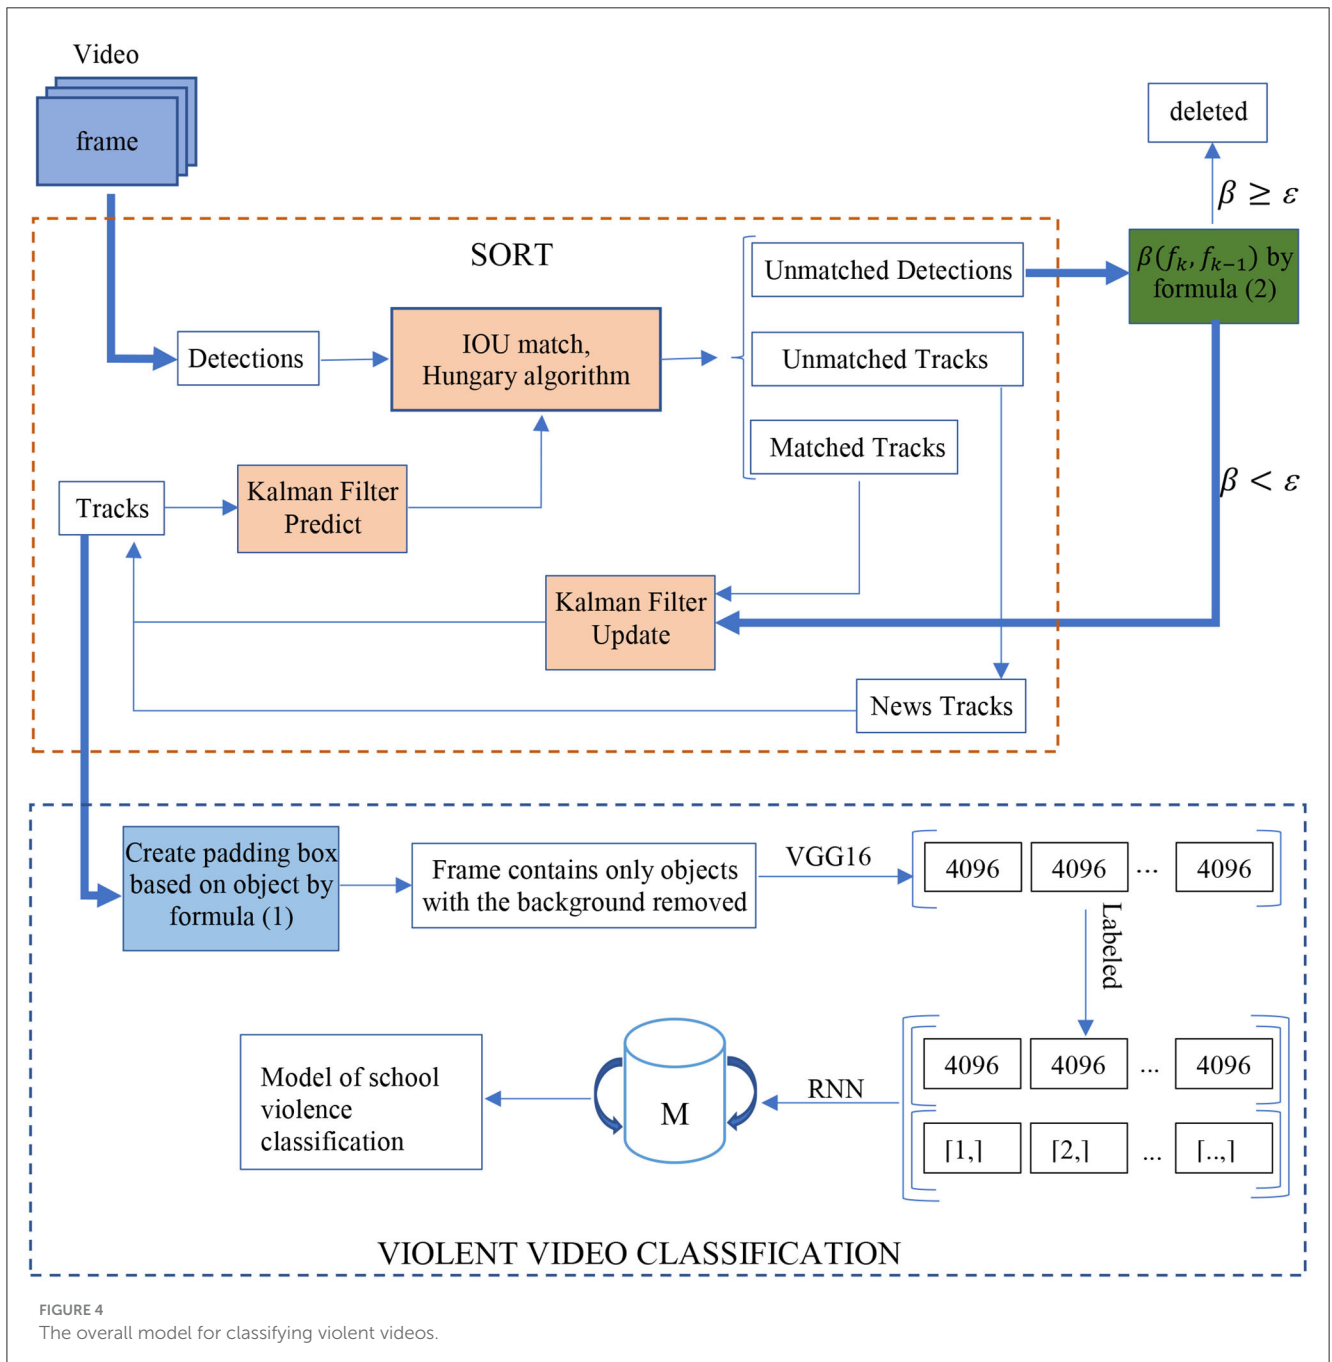 Video
frame
deleted
β ≥ ε
SORT
Unmatched Detections
β(fₖ, fₖ₋₁) by
formula (2)
Detections
IOU match,
Hungary algorithm
Unmatched Tracks
Matched Tracks
β < ε
Tracks
Kalman Filter
Predict
Kalman Filter
Update
News Tracks
Create padding box
based on object by
formula (1)
Frame contains only objects
with the background removed
VGG16
4096 4096 ... 4096
Labeled
4096 4096 ... 4096
Model of school
violence
classification
M
RNN
⌈1,⌉ ⌈2,⌉ ... ⌈..,⌉
VIOLENT VIDEO CLASSIFICATION
FIGURE 4
The overall model for classifying violent videos.